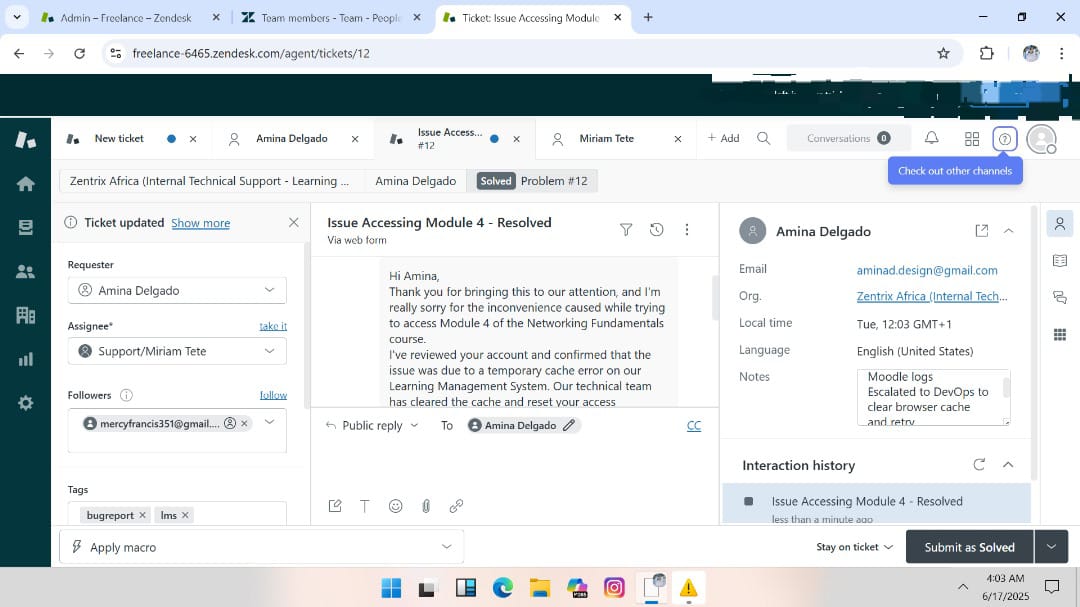 Admin – Freelance – Zendesk
Team members - Team - People
Ticket: Issue Accessing Module
freelance-6465.zendesk.com/agent/tickets/12
New ticket
Amina Delgado
Issue Access...
#12
Miriam Tete
+ Add
Conversations 0
Check out other channels
Zentrix Africa (Internal Technical Support - Learning ...
Amina Delgado
Solved Problem #12
Ticket updated Show more
Requester
Amina Delgado
Assignee* take it
Support/Miriam Tete
Followers follow
mercyfrancis351@gmail....
Tags
bugreport
lms
Issue Accessing Module 4 - Resolved
Via web form
Hi Amina,
Thank you for bringing this to our attention, and I'm
really sorry for the inconvenience caused while trying
to access Module 4 of the Networking Fundamentals
course.
I've reviewed your account and confirmed that the
issue was due to a temporary cache error on our
Learning Management System. Our technical team
has cleared the cache and reset your access
Public reply To Amina Delgado CC
Amina Delgado
Email aminad.design@gmail.com
Org. Zentrix Africa (Internal Tech...
Local time Tue, 12:03 GMT+1
Language English (United States)
Notes
Moodle logs
Escalated to DevOps to
clear browser cache
and retry
Interaction history
Issue Accessing Module 4 - Resolved
less than a minute ago
Apply macro
Stay on ticket
Submit as Solved
4:03 AM
6/17/2025